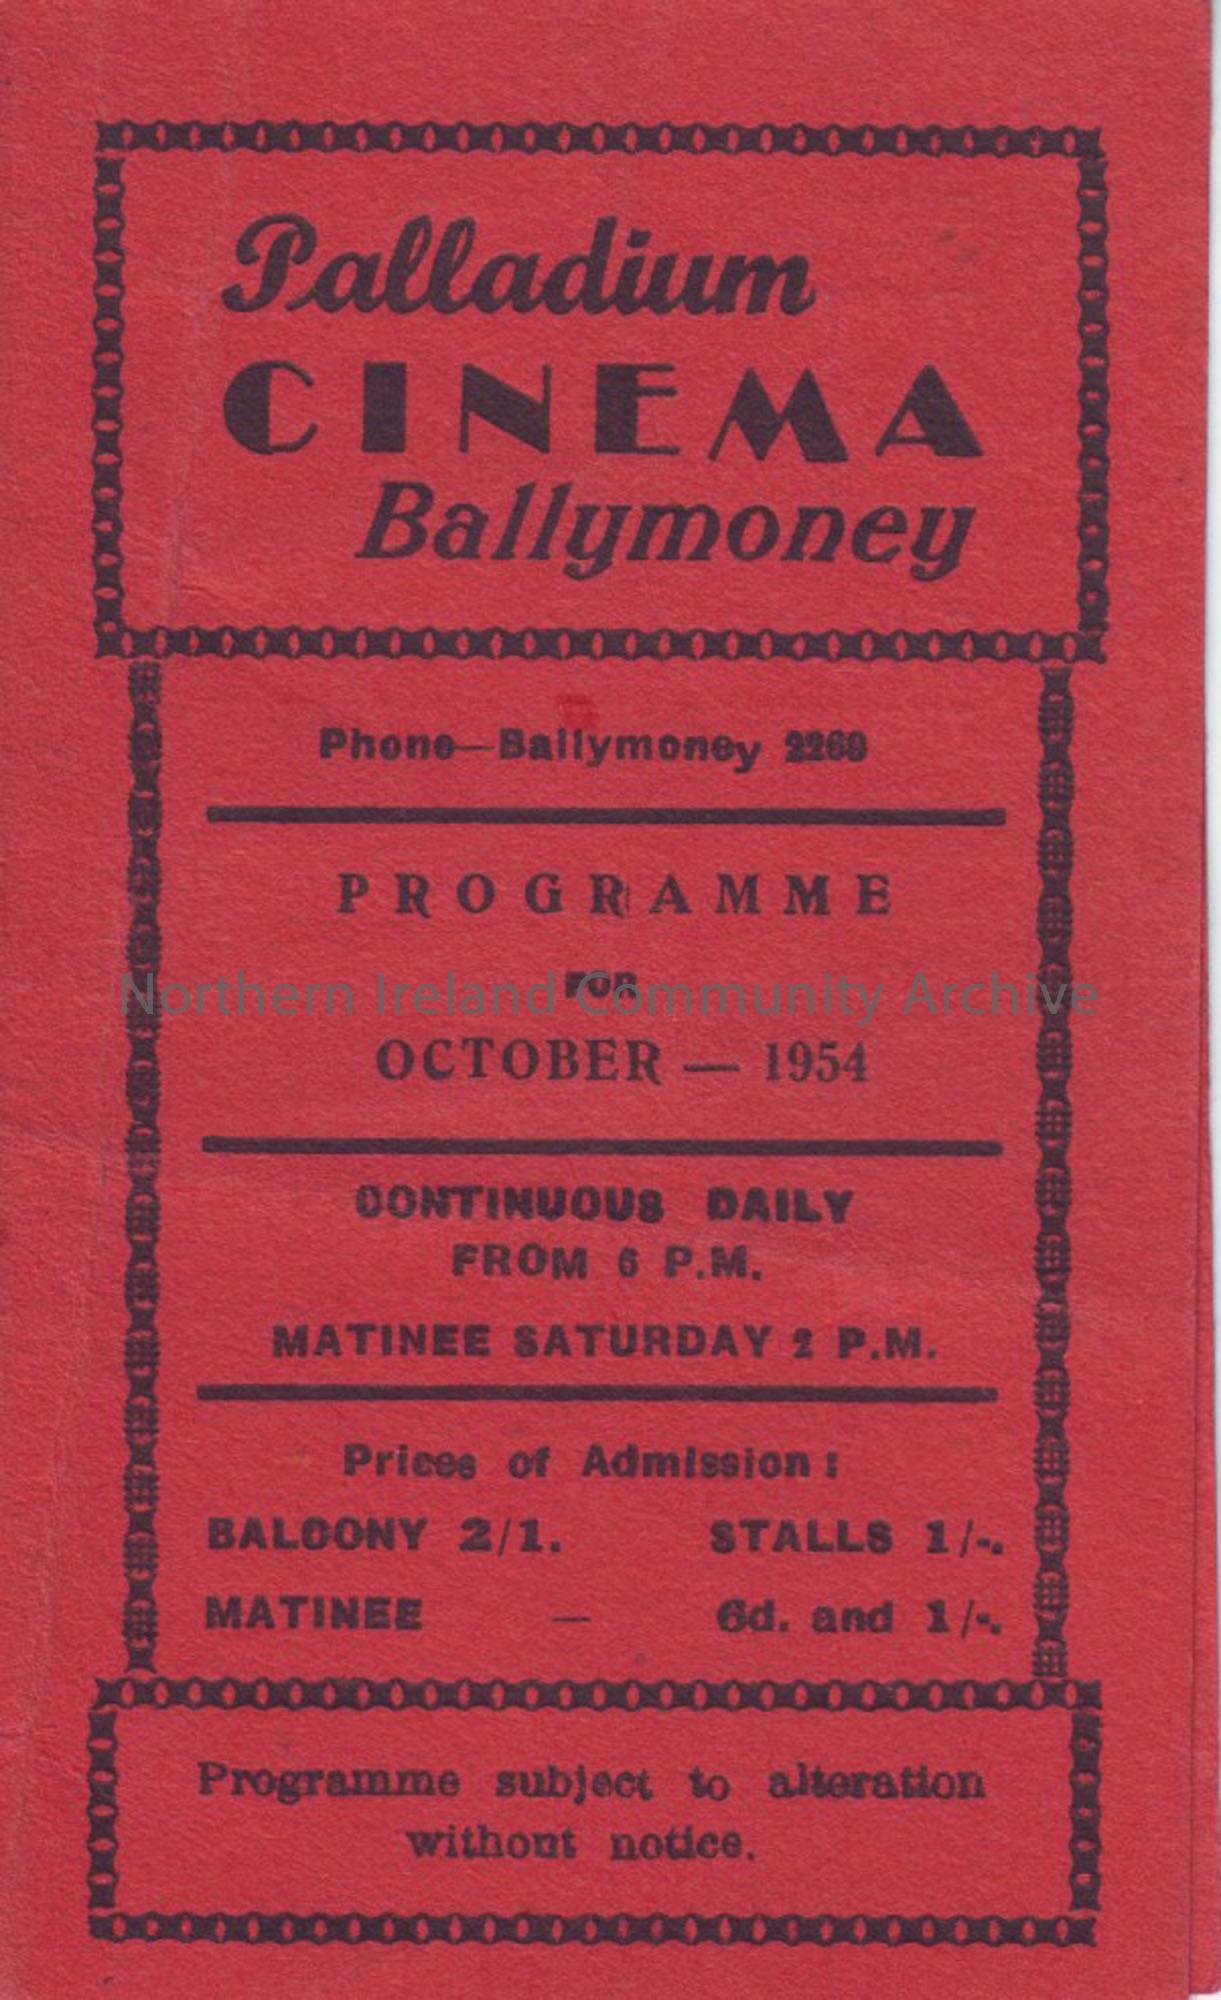 Palladium
CINEMA
Ballymoney
Phone—Ballymoney 2260
PROGRAMME
FOR
Northern Ireland Community Archive
OCTOBER — 1954
CONTINUOUS DAILY
FROM 6 P.M.
MATINEE SATURDAY 2 P.M.
Prices of Admission :
BALCONY 2/1. STALLS 1/-.
MATINEE — 6d. and 1/-.
Programme subject to alteration
without notice.